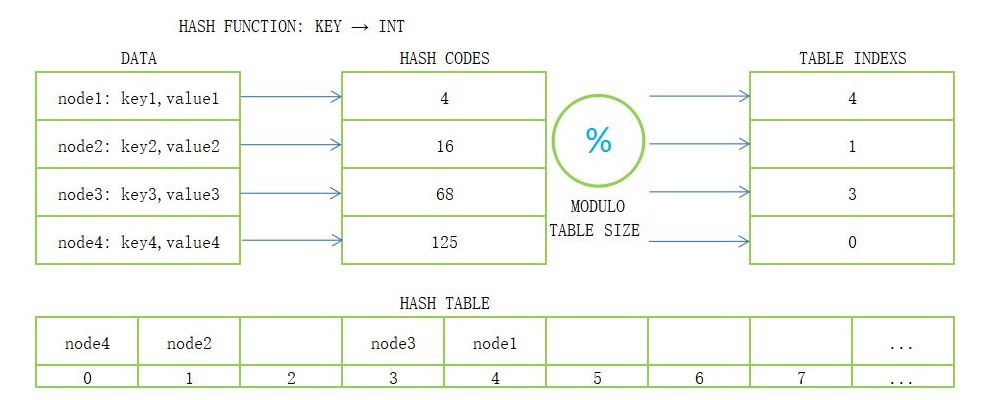 HASH FUNCTION: KEY → INT
DATA
HASH CODES
TABLE INDEXS
node1: key1,value1
4
4
node2: key2,value2
16
1
node3: key3,value3
68
3
node4: key4,value4
125
0
%
MODULO
TABLE SIZE
HASH TABLE
node4 node2 node3 node1 ...
0 1 2 3 4 5 6 7 ...